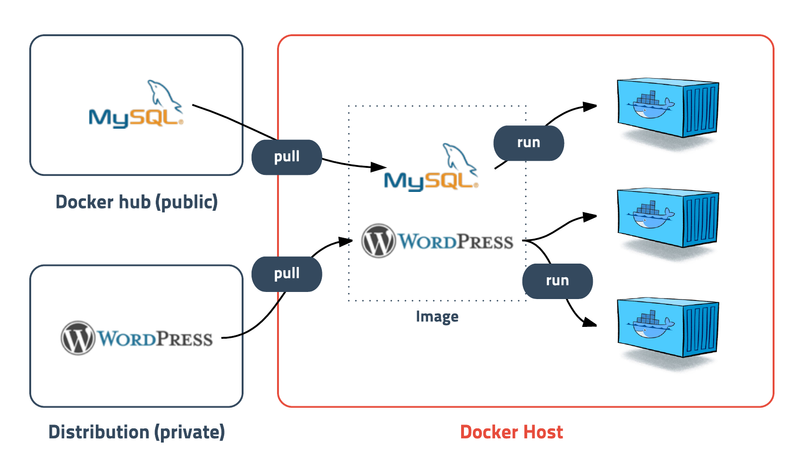 MySQL®
Docker hub (public)
pull
MySQL®
run
WORDPRESS
pull
run
Image
WORDPRESS
Distribution (private)
Docker Host